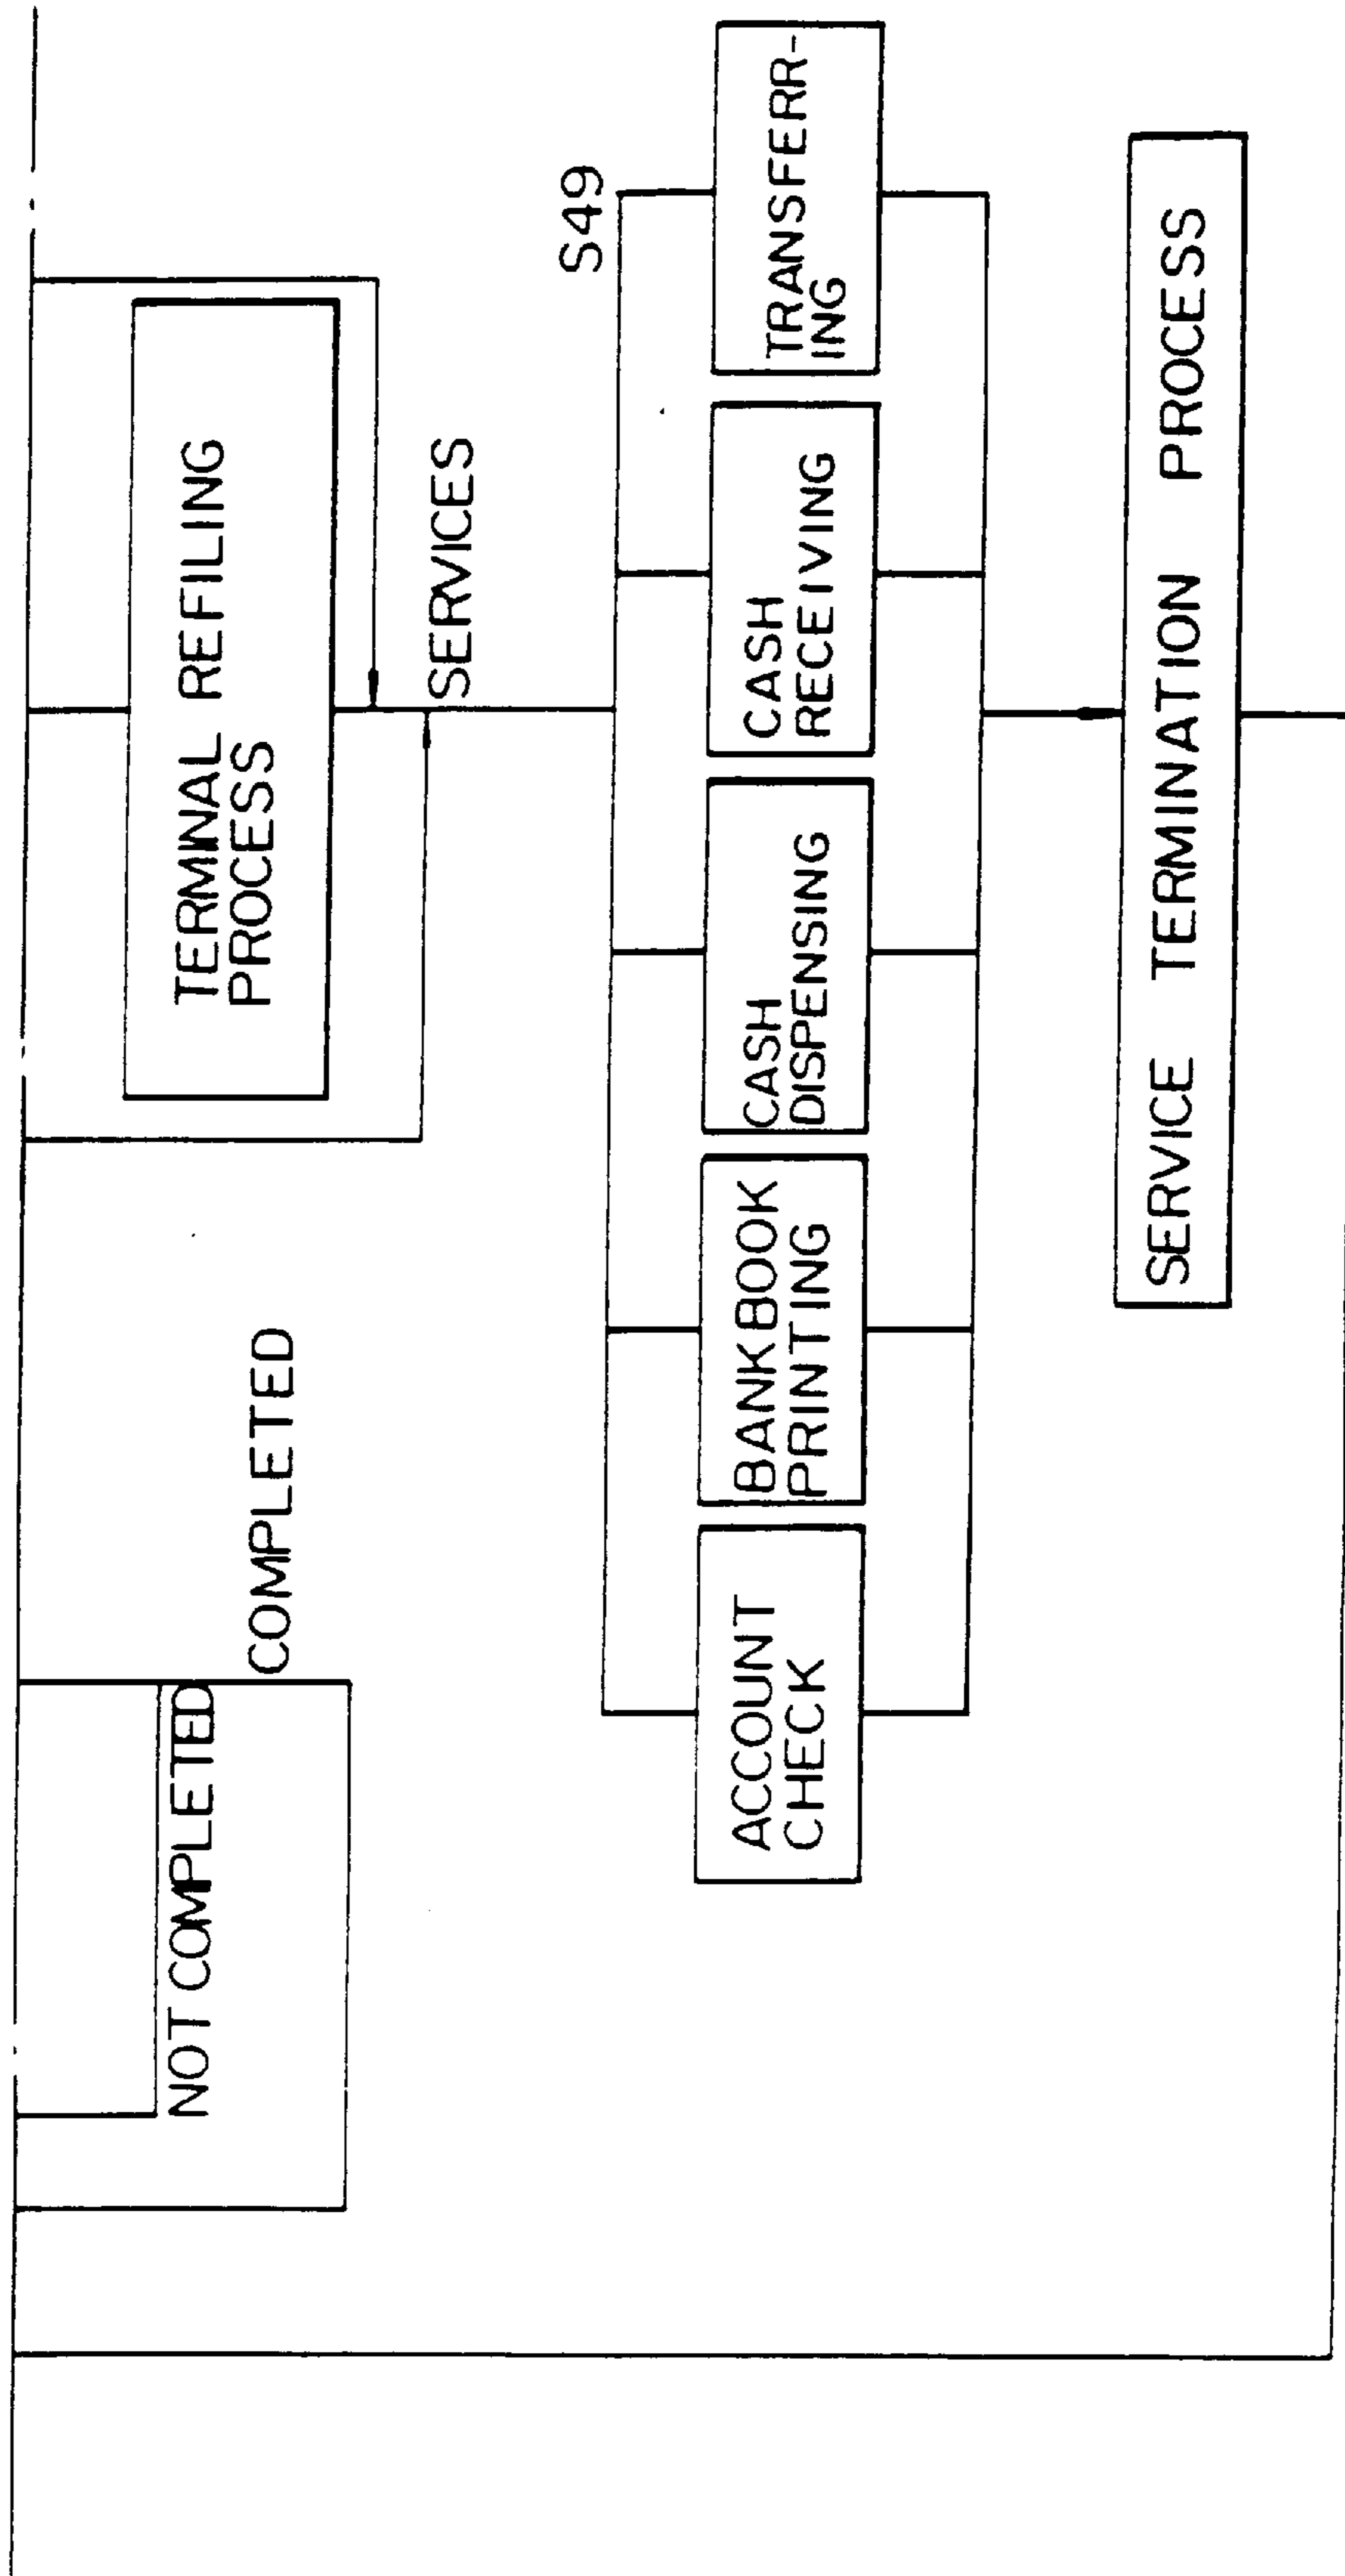 NOT COMPLETED
COMPLETED
TERMINAL REFILING
PROCESS
SERVICES
S49
ACCOUNT
CHECK
BANKBOOK
PRINTING
CASH
DISPENSING
CASH
RECEIVING
TRANSFERR-
ING
SERVICE TERMINATION PROCESS